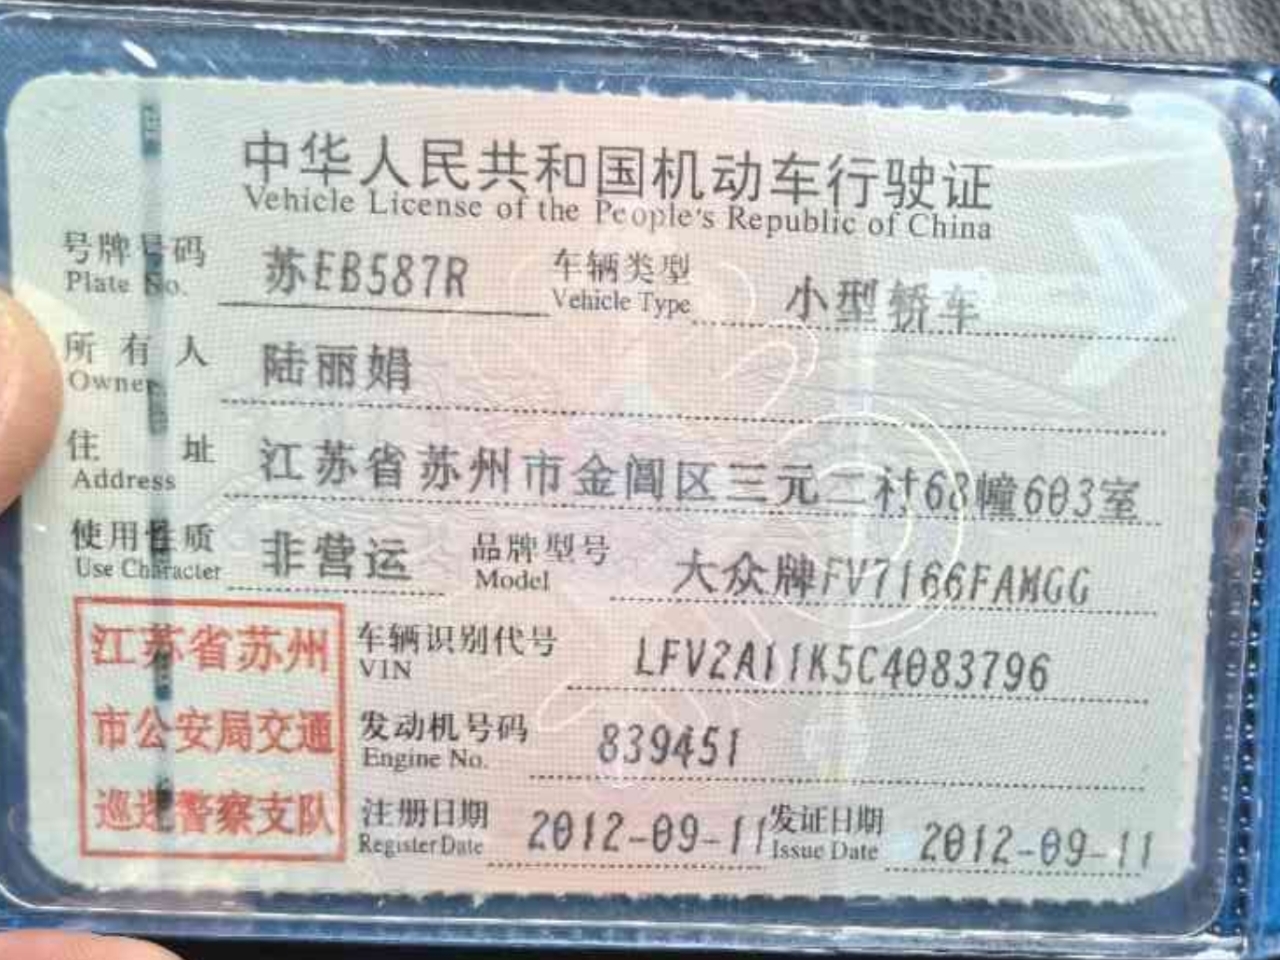 中华人民共和国机动车行驶证
Vehicle License of the People's Republic of China
号牌号码 苏EB587R 车辆类型 小型轿车
Plate No. Vehicle Type
所有人 陆丽娟
Owner
住址 江苏省苏州市金阊区三元二村68幢603室
Address
使用性质 非营运 品牌型号 大众牌FV7166FAMGG
Use Character Model
江苏省苏州
市公安局交通
巡逻警察支队
车辆识别代号 LFV2A11K5C4083796
VIN
发动机号码 839451
Engine No.
注册日期 2012-09-11 发证日期 2012-09-11
Register Date Issue Date